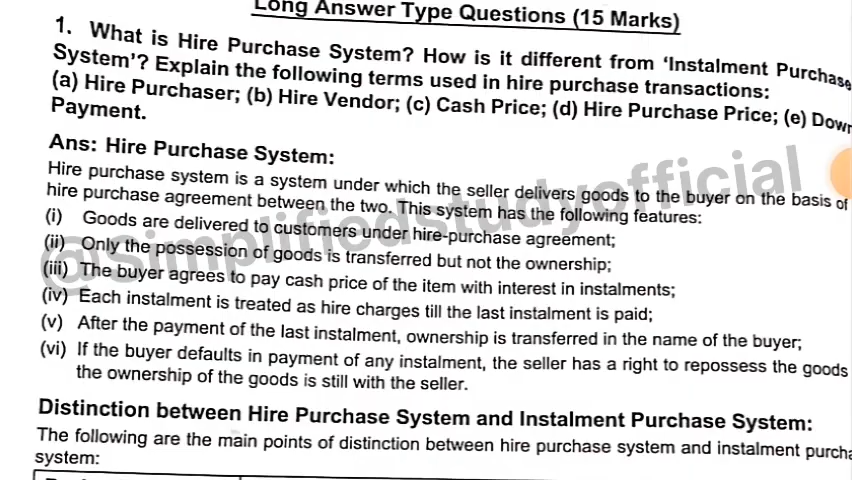 Long Answer Type Questions (15 Marks)
1. What is Hire Purchase System? How is it different from ‘Instalment Purchase
System’? Explain the following terms used in hire purchase transactions:
(a) Hire Purchaser; (b) Hire Vendor; (c) Cash Price; (d) Hire Purchase Price; (e) Down
Payment.
Ans: Hire Purchase System:
Hire purchase system is a system under which the seller delivers goods to the buyer on the basis of
hire purchase agreement between the two. This system has the following features:
(i) Goods are delivered to customers under hire-purchase agreement;
(ii) Only the possession of goods is transferred but not the ownership;
(iii) The buyer agrees to pay cash price of the item with interest in instalments;
(iv) Each instalment is treated as hire charges till the last instalment is paid;
(v) After the payment of the last instalment, ownership is transferred in the name of the buyer;
(vi) If the buyer defaults in payment of any instalment, the seller has a right to repossess the goods
the ownership of the goods is still with the seller.
@Simplifiedstudyofficial
Distinction between Hire Purchase System and Instalment Purchase System:
The following are the main points of distinction between hire purchase system and instalment purcha
system: